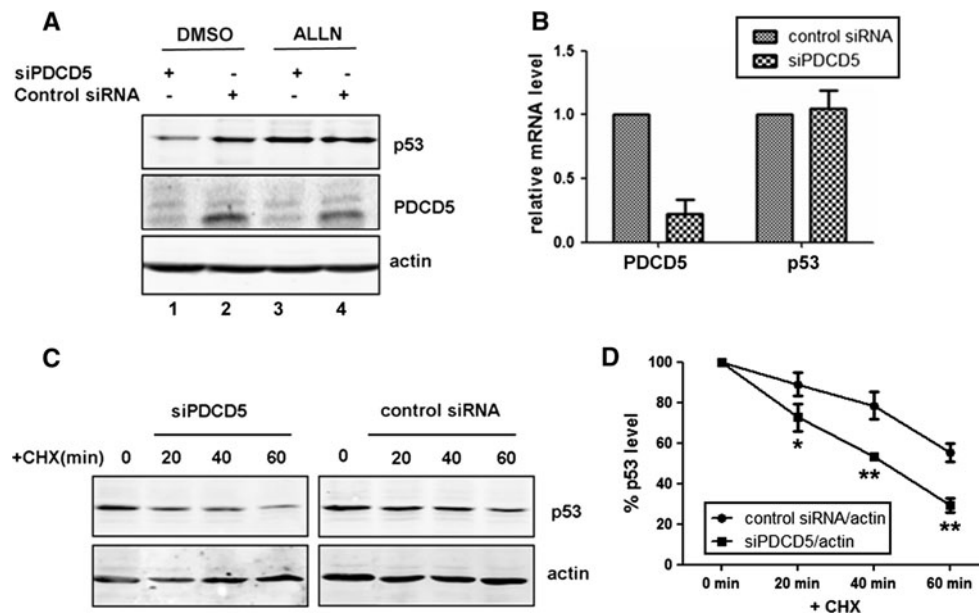 A
DMSO ALLN
siPDCD5 + - + -
Control siRNA - + - +
p53
PDCD5
actin
1 2 3 4
B
control siRNA
siPDCD5
relative mRNA level
1.5
1.0
0.5
0.0
PDCD5 p53
C
siPDCD5 control siRNA
+CHX(min) 0 20 40 60 0 20 40 60
p53
actin
D
% p53 level
100
80
60
40
20
0
* ** **
control siRNA/actin
siPDCD5/actin
0 min 20 min 40 min 60 min
+ CHX